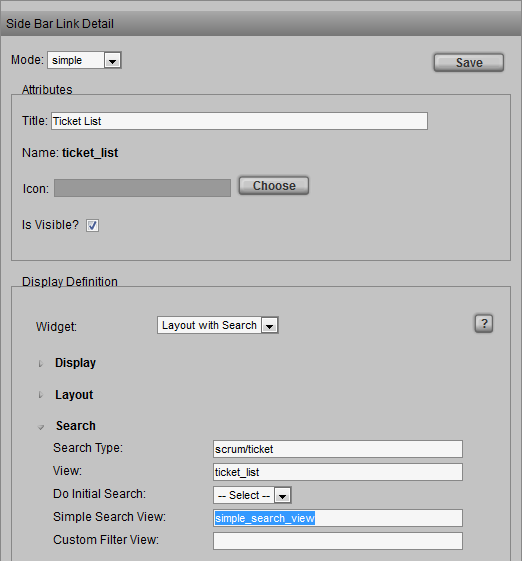 Side Bar Link Detail
Mode: simple
Save
Attributes
Title: Ticket List
Name: ticket_list
Icon: Choose
Is Visible?
Display Definition
Widget: Layout with Search ?
Display
Layout
Search
Search Type: scrum/ticket
View: ticket_list
Do Initial Search: -- Select --
Simple Search View: simple_search_view
Custom Filter View: